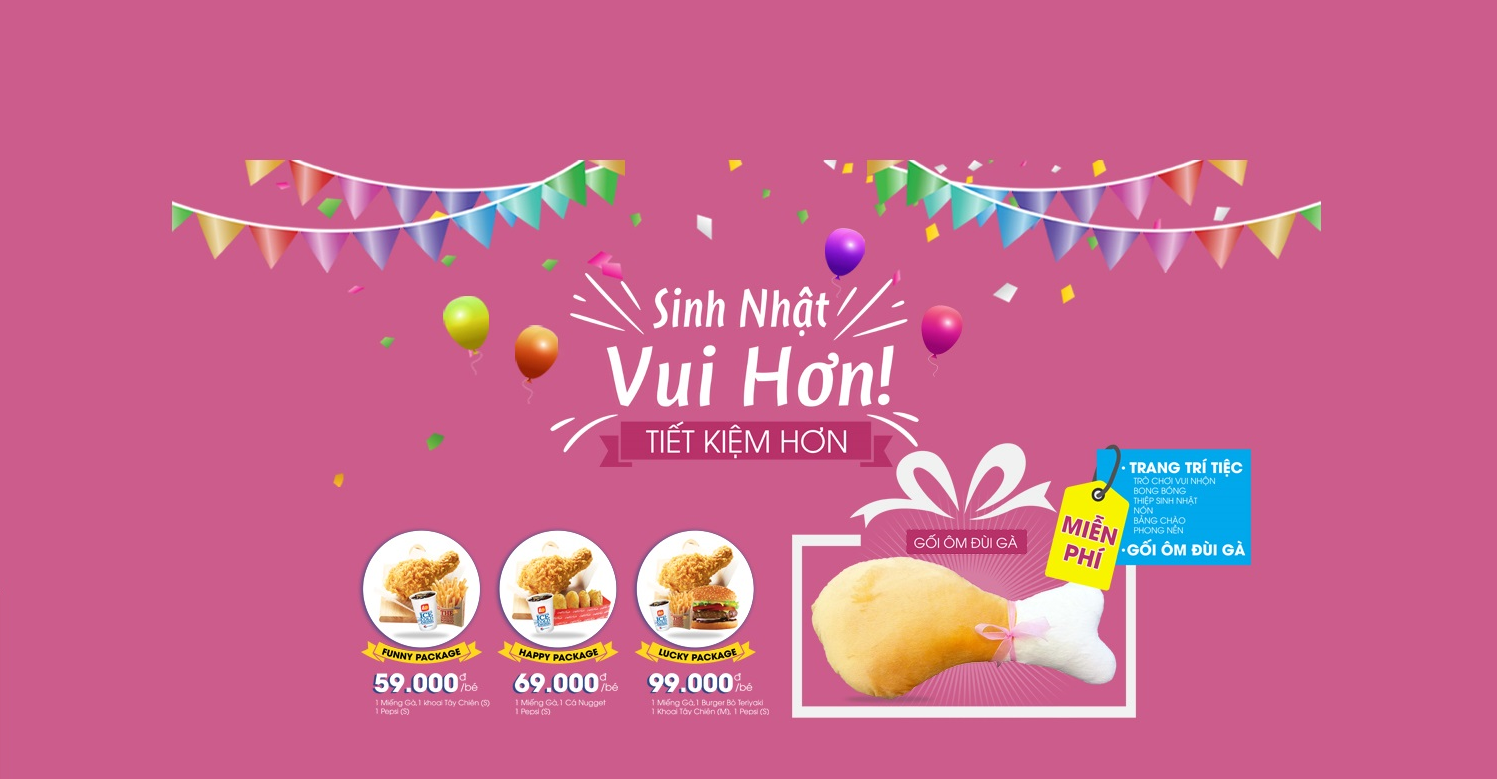 Sinh Nhật
Vui Hơn!
TIẾT KIỆM HƠN
FUNNY PACKAGE
59.000đ/bé
1 Miếng Gà,1 khoai Tây Chiên (S)
1 Pepsi (S)
HAPPY PACKAGE
69.000đ/bé
1 Miếng Gà,1 Cá Nugget
1 Pepsi (S)
LUCKY PACKAGE
99.000đ/bé
1 Miếng Gà,1 Burger Bò Teriyaki
1 Khoai Tây Chiên (M), 1 Pepsi (S)
GỐI ÔM ĐÙI GÀ
MIỄN
PHÍ
· TRANG TRÍ TIỆC
TRÒ CHƠI VUI NHỘN
BONG BÓNG
THIỆP SINH NHẬT
NÓN
BẢNG CHÀO
PHONG NỀN
·GỐI ÔM ĐÙI GÀ